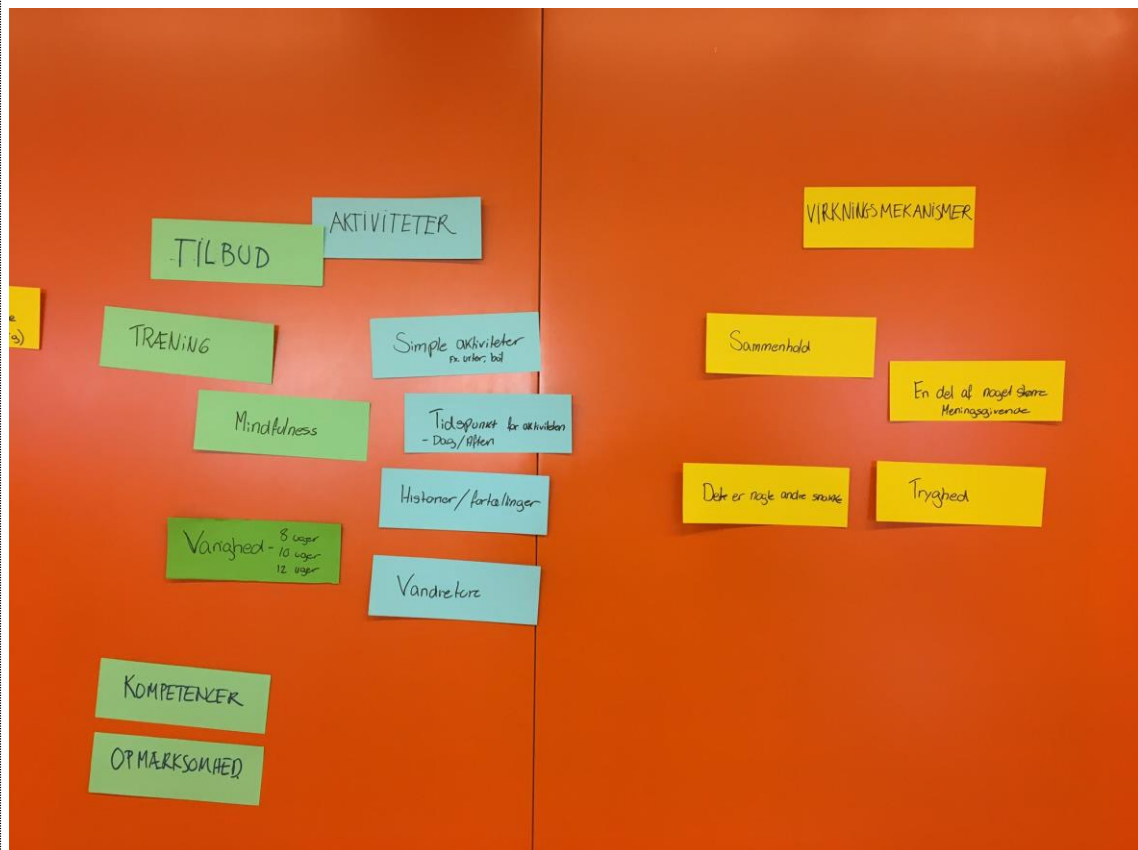 TILBUD
AKTIVITETER
TRÆNING
Mindfulness
Varighed - 8 uger
10 uger
12 uger
KOMPETENCER
OPMÆRKSOMHED
Simple aktiviteter
Fx. urter, bål
Tidspunkt for aktiviteten
- Dag/Aften
Historier/fortællinger
Vandreture
VIRKNINGSMEKANISMER
Sammenhold
En del af noget større
Meningsgivende
Det er nogle andre snakke
Tryghed